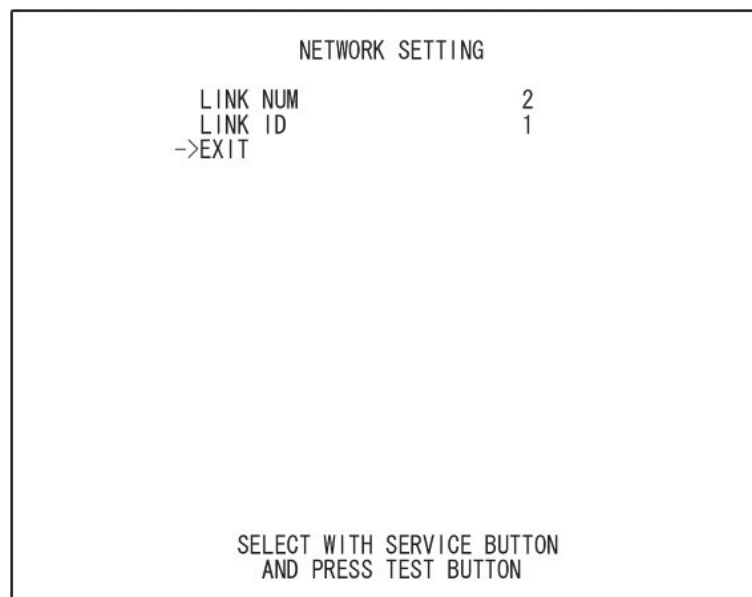 NETWORK SETTING
LINK NUM 2
LINK ID 1
->EXIT
SELECT WITH SERVICE BUTTON
AND PRESS TEST BUTTON